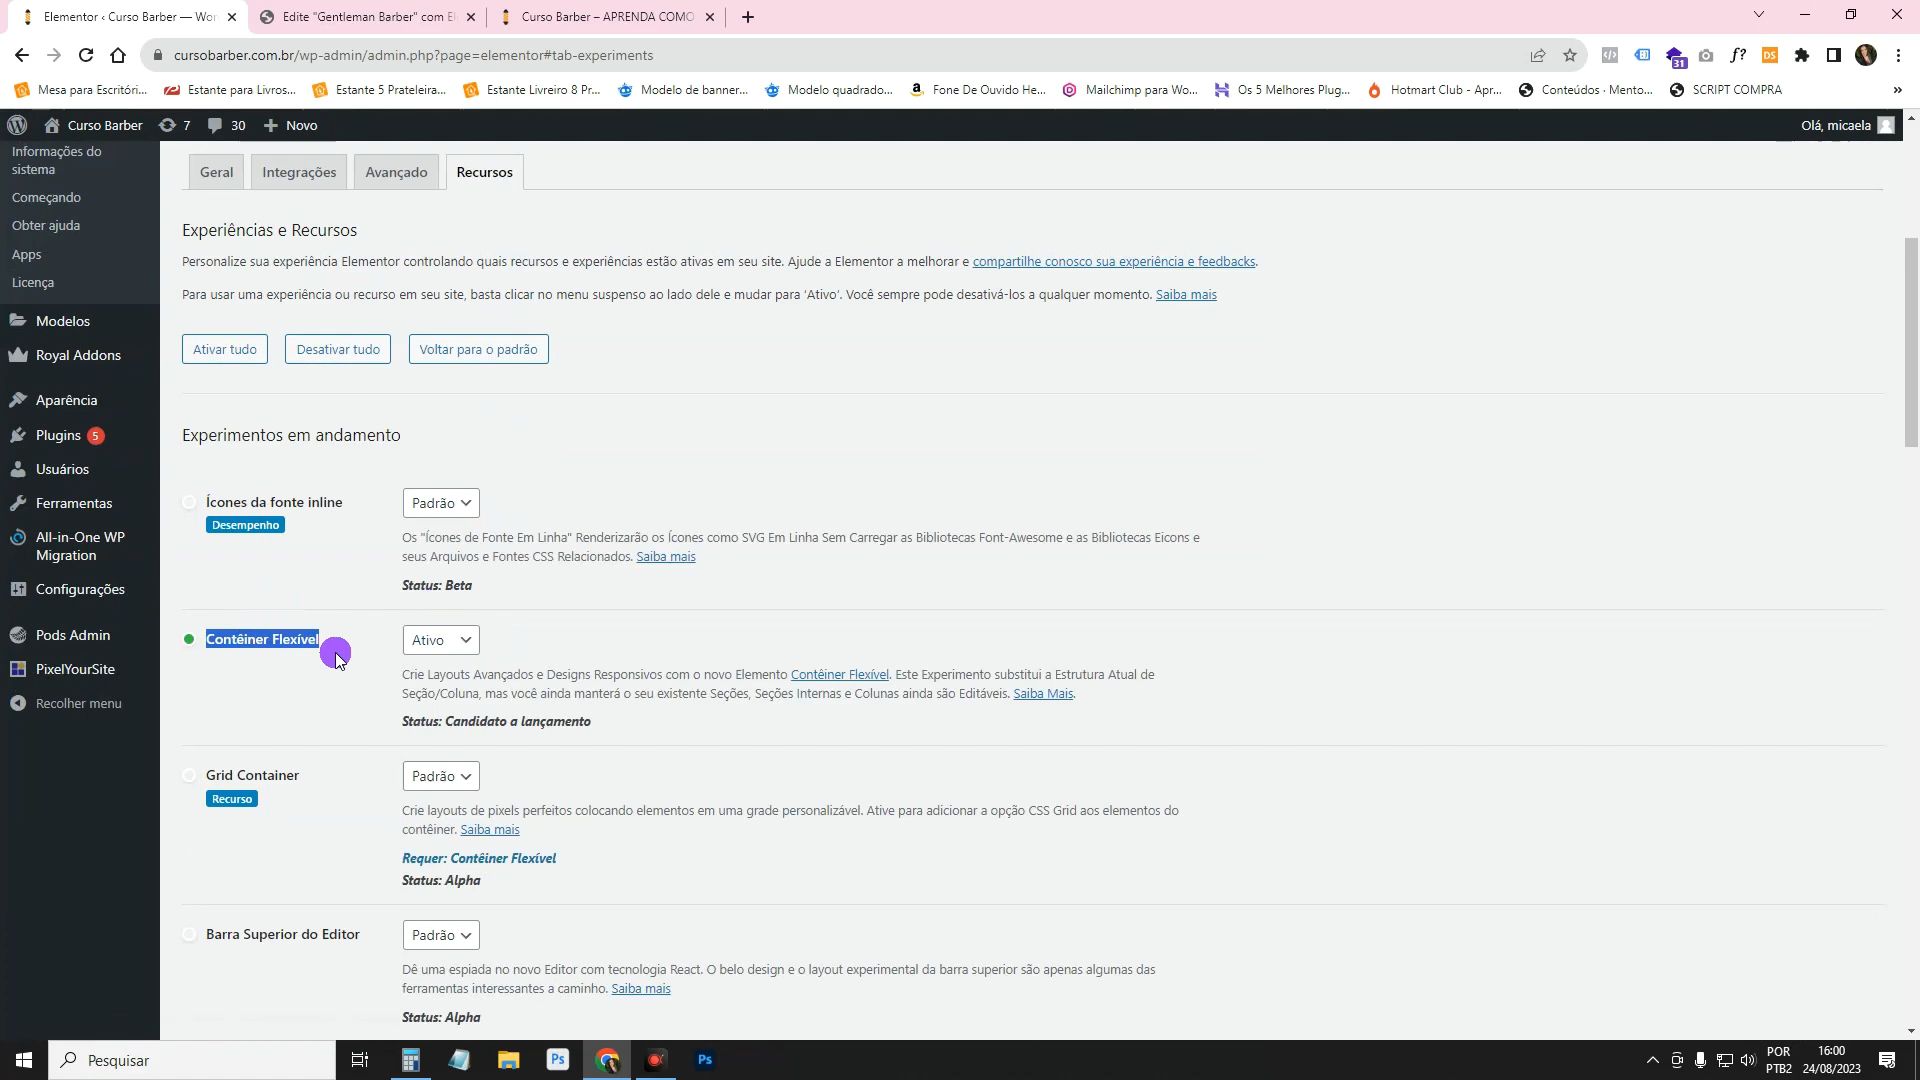 Elementor ‹ Curso Barber — Wor
Edite "Gentleman Barber" com El
Curso Barber – APRENDA COMO
cursobarber.com.br/wp-admin/admin.php?page=elementor#tab-experiments
31
f?
DS
Mesa para Escritóri...
Estante para Livros...
Estante 5 Prateleira...
Estante Livreiro 8 Pr...
Modelo de banner...
Modelo quadrado...
Fone De Ouvido He...
Mailchimp para Wo...
Os 5 Melhores Plug...
Hotmart Club - Apr...
Conteúdos · Mento...
SCRIPT COMPRA
»
Curso Barber
7
30
Novo
Olá, micaela
Informações do
sistema
Começando
Obter ajuda
Apps
Licença
Modelos
Royal Addons
Aparência
Plugins 5
Usuários
Ferramentas
All-in-One WP
Migration
Configurações
Pods Admin
PixelYourSite
Recolher menu
Geral
Integrações
Avançado
Recursos
Experiências e Recursos
Personalize sua experiência Elementor controlando quais recursos e experiências estão ativas em seu site. Ajude a Elementor a melhorar e compartilhe conosco sua experiência e feedbacks.
Para usar uma experiência ou recurso em seu site, basta clicar no menu suspenso ao lado dele e mudar para ‘Ativo’. Você sempre pode desativá-los a qualquer momento. Saiba mais
Ativar tudo
Desativar tudo
Voltar para o padrão
Experimentos em andamento
Ícones da fonte inline
Desempenho
Padrão
Os "Ícones de Fonte Em Linha" Renderizarão os Ícones como SVG Em Linha Sem Carregar as Bibliotecas Font-Awesome e as Bibliotecas Eicons e
seus Arquivos e Fontes CSS Relacionados. Saiba mais
Status: Beta
Contêiner Flexível
Ativo
Crie Layouts Avançados e Designs Responsivos com o novo Elemento Contêiner Flexível. Este Experimento substitui a Estrutura Atual de
Seção/Coluna, mas você ainda manterá o seu existente Seções, Seções Internas e Colunas ainda são Editáveis. Saiba Mais.
Status: Candidato a lançamento
Grid Container
Recurso
Padrão
Crie layouts de pixels perfeitos colocando elementos em uma grade personalizável. Ative para adicionar a opção CSS Grid aos elementos do
contêiner. Saiba mais
Requer: Contêiner Flexível
Status: Alpha
Barra Superior do Editor
Padrão
Dê uma espiada no novo Editor com tecnologia React. O belo design e o layout experimental da barra superior são apenas algumas das
ferramentas interessantes a caminho. Saiba mais
Status: Alpha
Pesquisar
Ps
Ps
POR
PTB2
16:00
24/08/2023